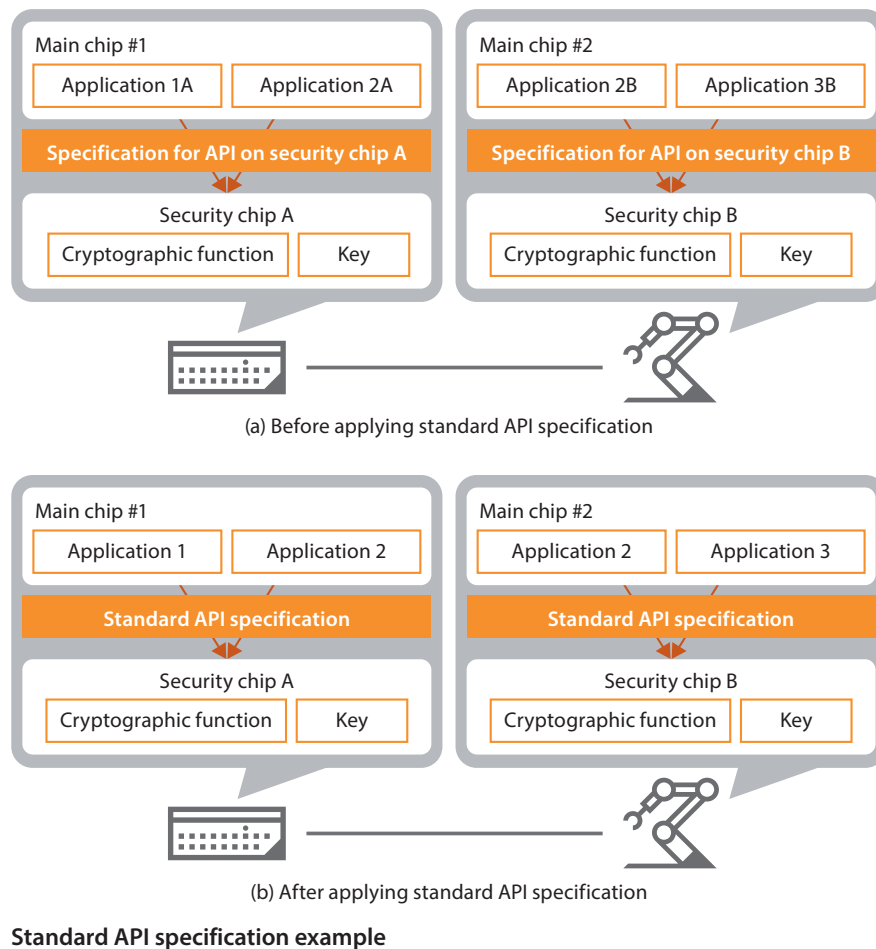 Main chip #1
Application 1A
Application 2A
Specification for API on security chip A
Security chip A
Cryptographic function
Key
Main chip #2
Application 2B
Application 3B
Specification for API on security chip B
Security chip B
Cryptographic function
Key
(a) Before applying standard API specification
Main chip #1
Application 1
Application 2
Standard API specification
Security chip A
Cryptographic function
Key
Main chip #2
Application 2
Application 3
Standard API specification
Security chip B
Cryptographic function
Key
(b) After applying standard API specification
Standard API specification example